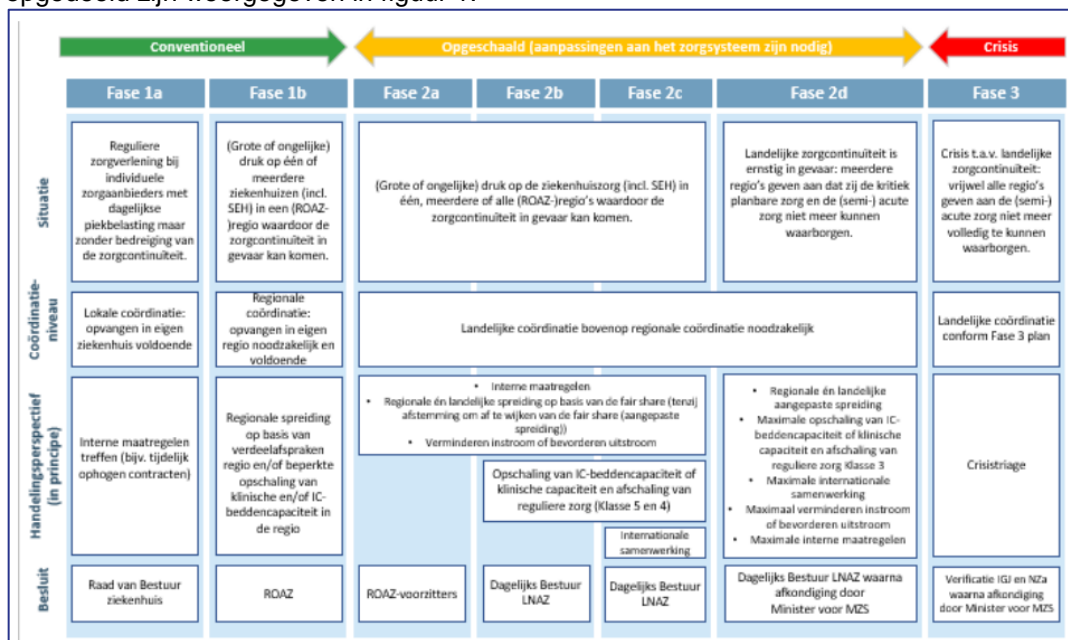 opgedeeld zijn weergegeven in figuur 1.
Conventioneel
Opgeschaald (aanpassingen aan het zorgsysteem zijn nodig)
Crisis
Fase 1a
Fase 1b
Fase 2a
Fase 2b
Fase 2c
Fase 2d
Fase 3
Situatie
Reguliere
zorgverlening bij
individuele
zorgaanbieders met
dagelijkse
piekbelasting maar
zonder bedreiging van
de zorgcontinuïteit.
(Grote of ongelijke)
druk op één of
meerdere
ziekenhuizen (incl.
SEH) in een (ROAZ-
)regio waardoor de
zorgcontinuïteit in
gevaar kan komen.
(Grote of ongelijke) druk op de ziekenhuiszorg (incl. SEH) in
één, meerdere of alle (ROAZ-)regio's waardoor de
zorgcontinuïteit in gevaar kan komen.
Landelijke zorgcontinuïteit is
ernstig in gevaar: meerdere
regio's geven aan dat zij de kritiek
planbare zorg en de (semi-) acute
zorg niet meer kunnen
waarborgen.
Crisis t.a.v. landelijke
zorgcontinuïteit:
vrijwel alle regio's
geven aan de (semi-)
acute zorg niet meer
volledig te kunnen
waarborgen.
Coördinatie-
niveau
Lokale coördinatie:
opvangen in eigen
ziekenhuis voldoende
Regionale
coördinatie:
opvangen in eigen
regio noodzakelijk en
voldoende
Landelijke coördinatie bovenop regionale coördinatie noodzakelijk
Landelijke coördinatie
conform Fase 3 plan
Handelingsperspectief
(in principe)
Interne maatregelen
treffen (bijv. tijdelijk
ophogen contracten)
Regionale spreiding
op basis van
verdeelafspraken
regio en/of beperkte
opschaling van
klinische en/of IC-
beddencapaciteit in
de regio
• Interne maatregelen
• Regionale én landelijke spreiding op basis van de fair share (tenzij
afstemming om af te wijken van de fair share (aangepaste
spreiding))
• Verminderen instroom of bevorderen uitstroom
Opschaling van IC-beddencapaciteit of
klinische capaciteit en afschaling van
reguliere zorg (Klasse 5 en 4)
Internationale
samenwerking
• Regionale én landelijke
aangepaste spreiding
• Maximale opschaling van IC-
beddencapaciteit of klinische
capaciteit en afschaling van
reguliere zorg Klasse 3
• Maximale internationale
samenwerking
• Maximaal verminderen instroom
of bevorderen uitstroom
• Maximale interne maatregelen
Crisistriage
Besluit
Raad van Bestuur
ziekenhuis
ROAZ
ROAZ-voorzitters
Dagelijks Bestuur
LNAZ
Dagelijks Bestuur
LNAZ
Dagelijks Bestuur LNAZ waarna
afkondiging door
Minister voor MZS
Verificatie IGJ en NZa
waarna afkondiging
door Minister voor MZS